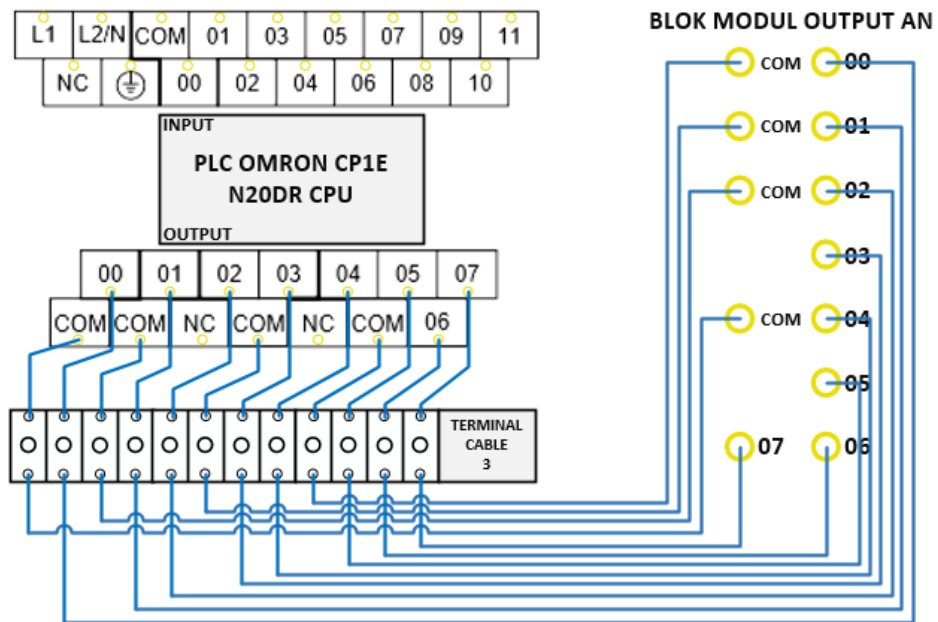 BLOK MODUL OUTPUT AN
L1 L2/N COM 01 03 05 07 09 11
NC 00 02 04 06 08 10
INPUT
PLC OMRON CP1E
N20DR CPU
OUTPUT
00 01 02 03 04 05 07
COM COM NC COM NC COM 06
TERMINAL
CABLE
3
COM 00
COM 01
COM 02
03
COM 04
05
07 06